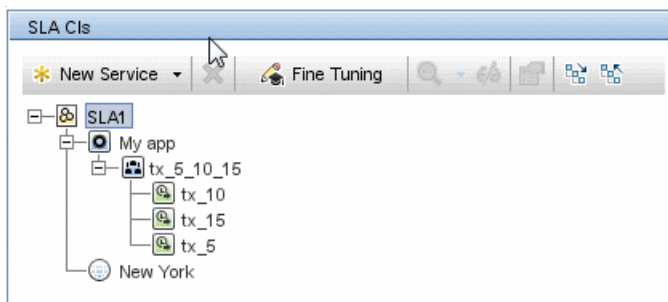 SLA CIs
New Service Fine Tuning
SLA1
My app
tx_5_10_15
tx_10
tx_15
tx_5
New York